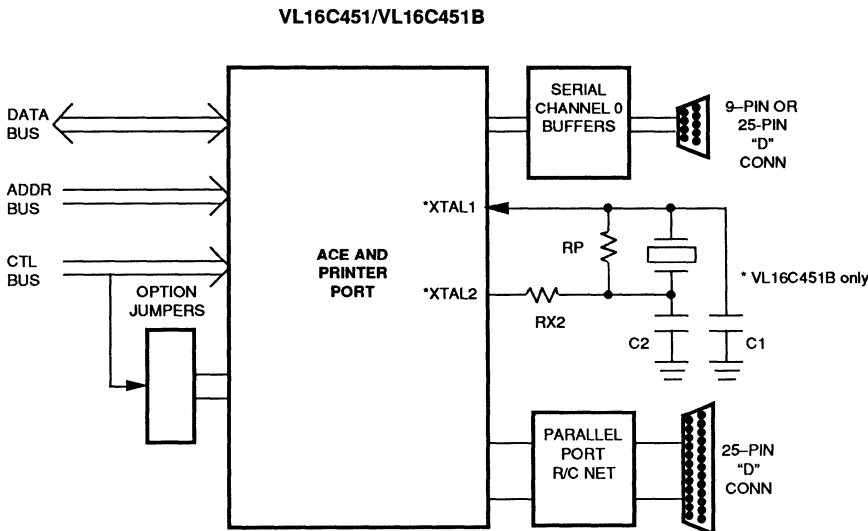 VL16C451/VL16C451B
DATA
BUS
ADDR
BUS
CTL
BUS
OPTION
JUMPERS
ACE AND
PRINTER
PORT
*XTAL1
*XTAL2
SERIAL
CHANNEL 0
BUFFERS
9–PIN OR
25-PIN
“D”
CONN
RP
RX2
C2
C1
* VL16C451B only
PARALLEL
PORT
R/C NET
25–PIN
“D”
CONN